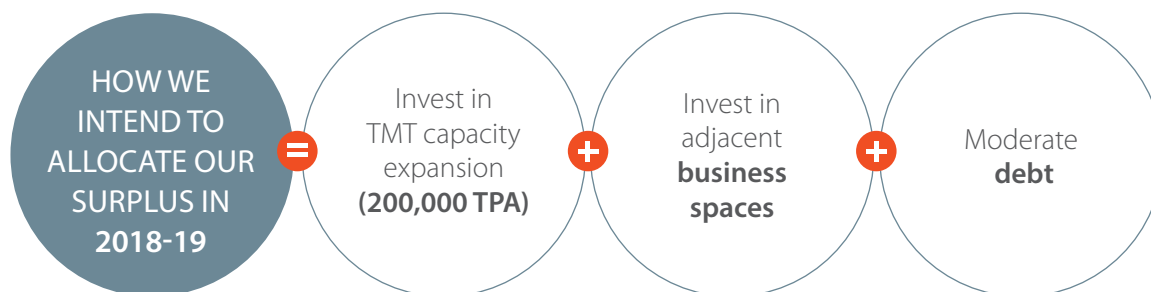 HOW WE
INTEND TO
ALLOCATE OUR
SURPLUS IN
2018-19
=
Invest in
TMT capacity
expansion
(200,000 TPA)
+
Invest in
adjacent
business
spaces
+
Moderate
debt